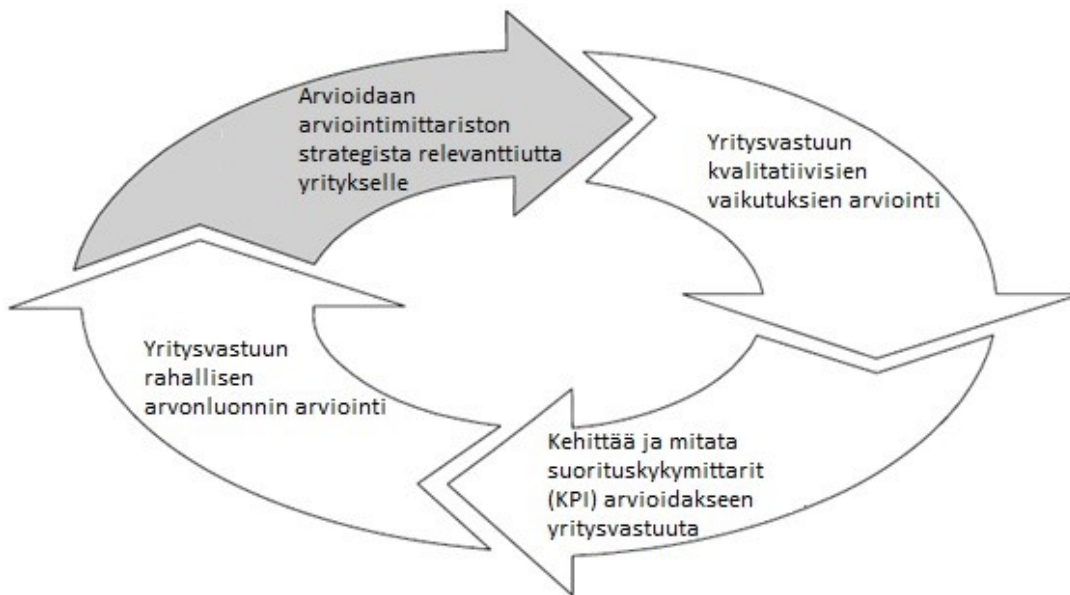 Arvioidaan
arviointimittariston
strategista relevanttiutta
yritykselle
Yritysvastuun
kvalitatiivisien
vaikutuksien arviointi
Kehittää ja mitata
suorituskykymittarit
(KPI) arvioidakseen
yritysvastuuta
Yritysvastuun
rahallisen
arvonluonnin arviointi